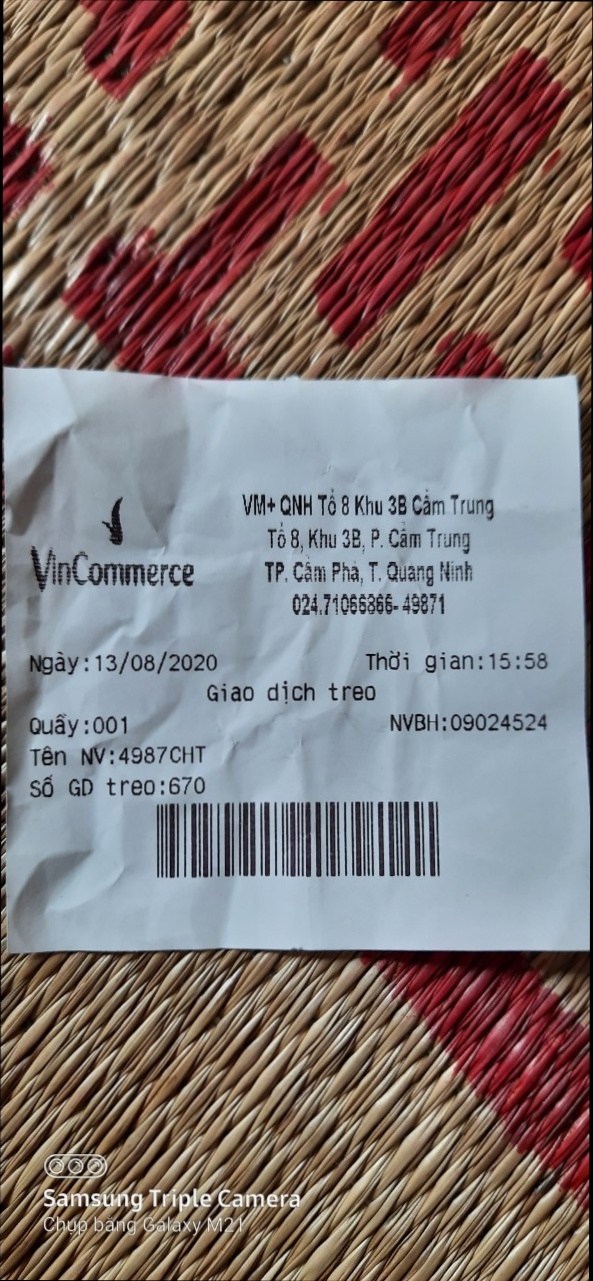 VinCommerce
VM+ QNH Tổ 8 Khu 3B Cẩm Trung
Tổ 8, Khu 3B, P. Cẩm Trung
TP. Cẩm Phả, T. Quảng Ninh
024.71066866-49871
Ngày:13/08/2020 Thời gian:15:58
Giao dịch treo
Quầy:001 NVBH:09024524
Tên NV:4987CHT
Số GD treo:670
Samsung Triple Camera
Chụp bằng Galaxy M21